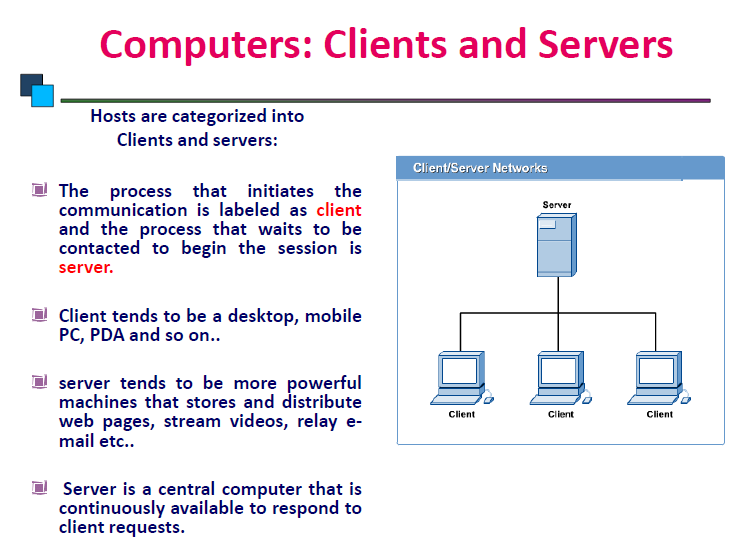 Computers: Clients and Servers
Hosts are categorized into
Clients and servers:
The process that initiates the
communication is labeled as client
and the process that waits to be
contacted to begin the session is
server.
Client tends to be a desktop, mobile
PC, PDA and so on..
server tends to be more powerful
machines that stores and distribute
web pages, stream videos, relay e-
mail etc..
Server is a central computer that is
continuously available to respond to
client requests.
Client/Server Networks
Server
Client
Client
Client